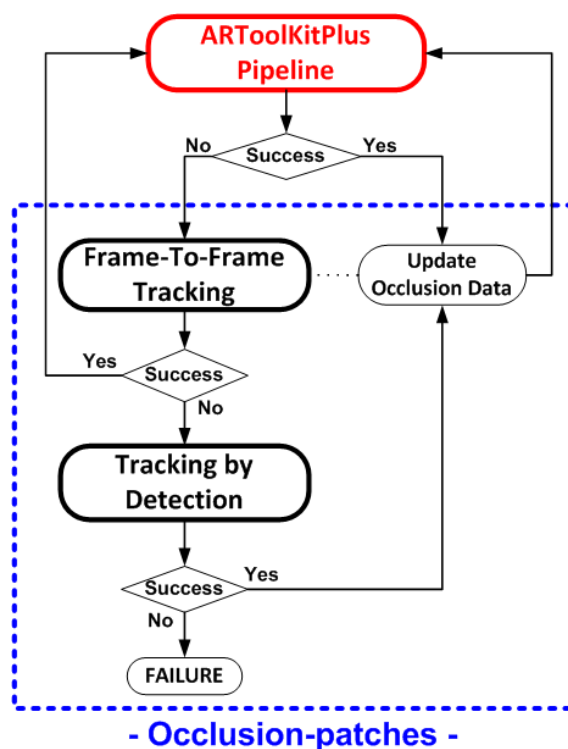 ARToolKitPlus
Pipeline
No
Success
Yes
Frame-To-Frame
Tracking
Update
Occlusion Data
Yes
Success
No
Tracking by
Detection
Success
Yes
No
FAILURE
- Occlusion-patches -